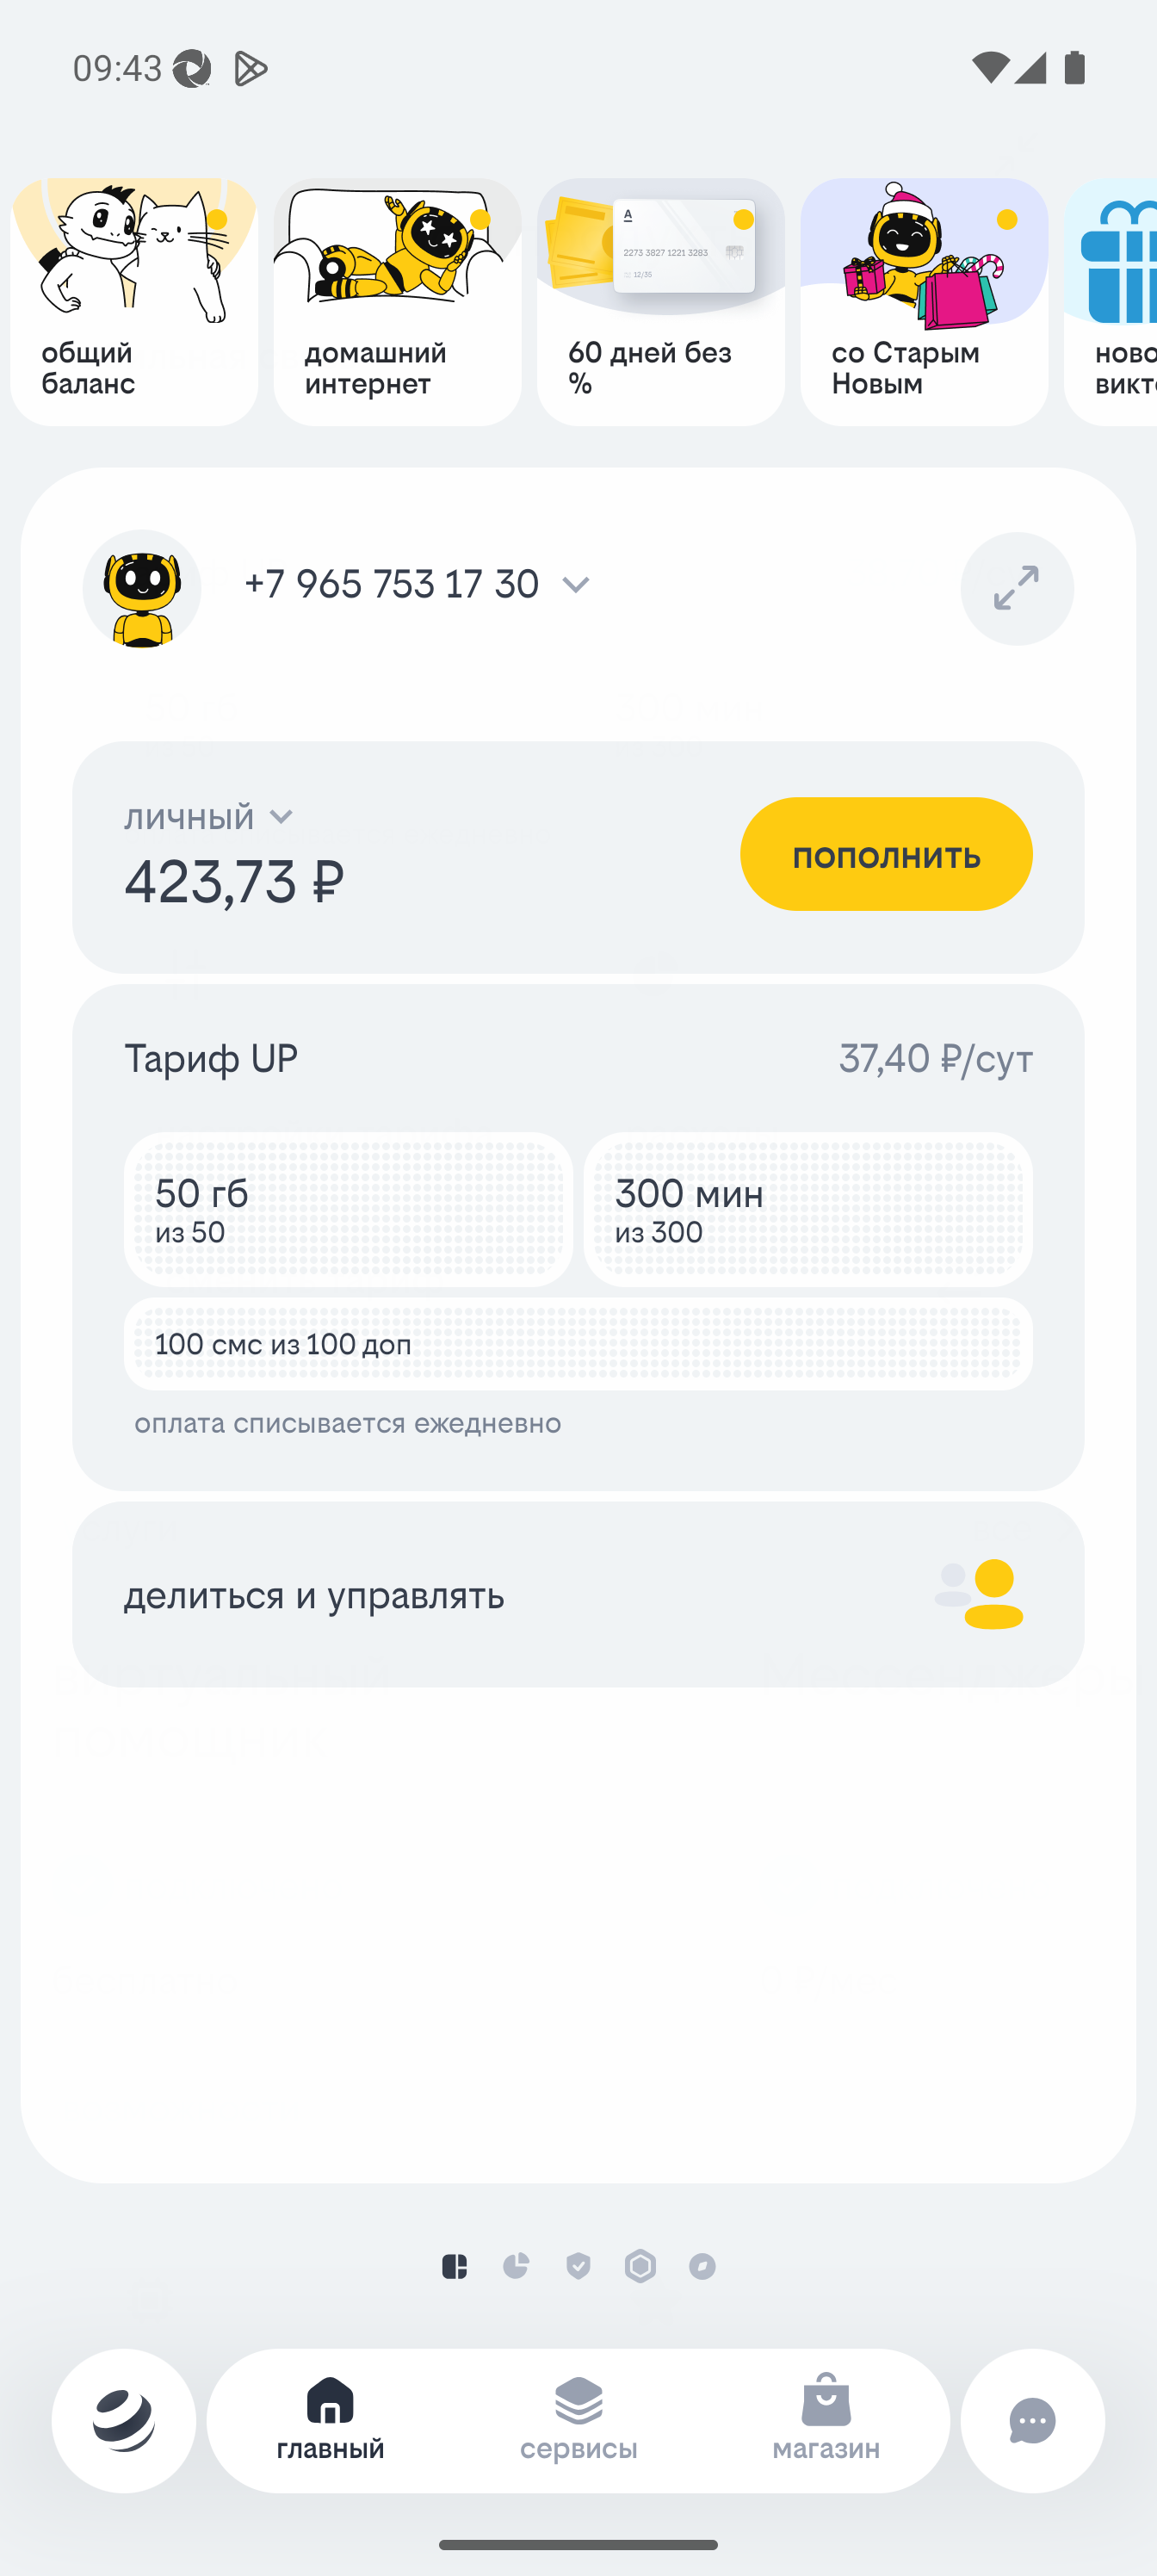 09:43
общий
баланс
домашний
интернет
A
2273 3827 1221 3283
12/35
60 дней без
%
со Старым
Новым
ново
викт
+7 965 753 17 30
личный
423,73 ₽
пополнить
Тариф UP
37,40 ₽/сут
50 гб
из 50
300 мин
из 300
100 смс из 100 доп
оплата списывается ежедневно
делиться и управлять
главный
сервисы
магазин